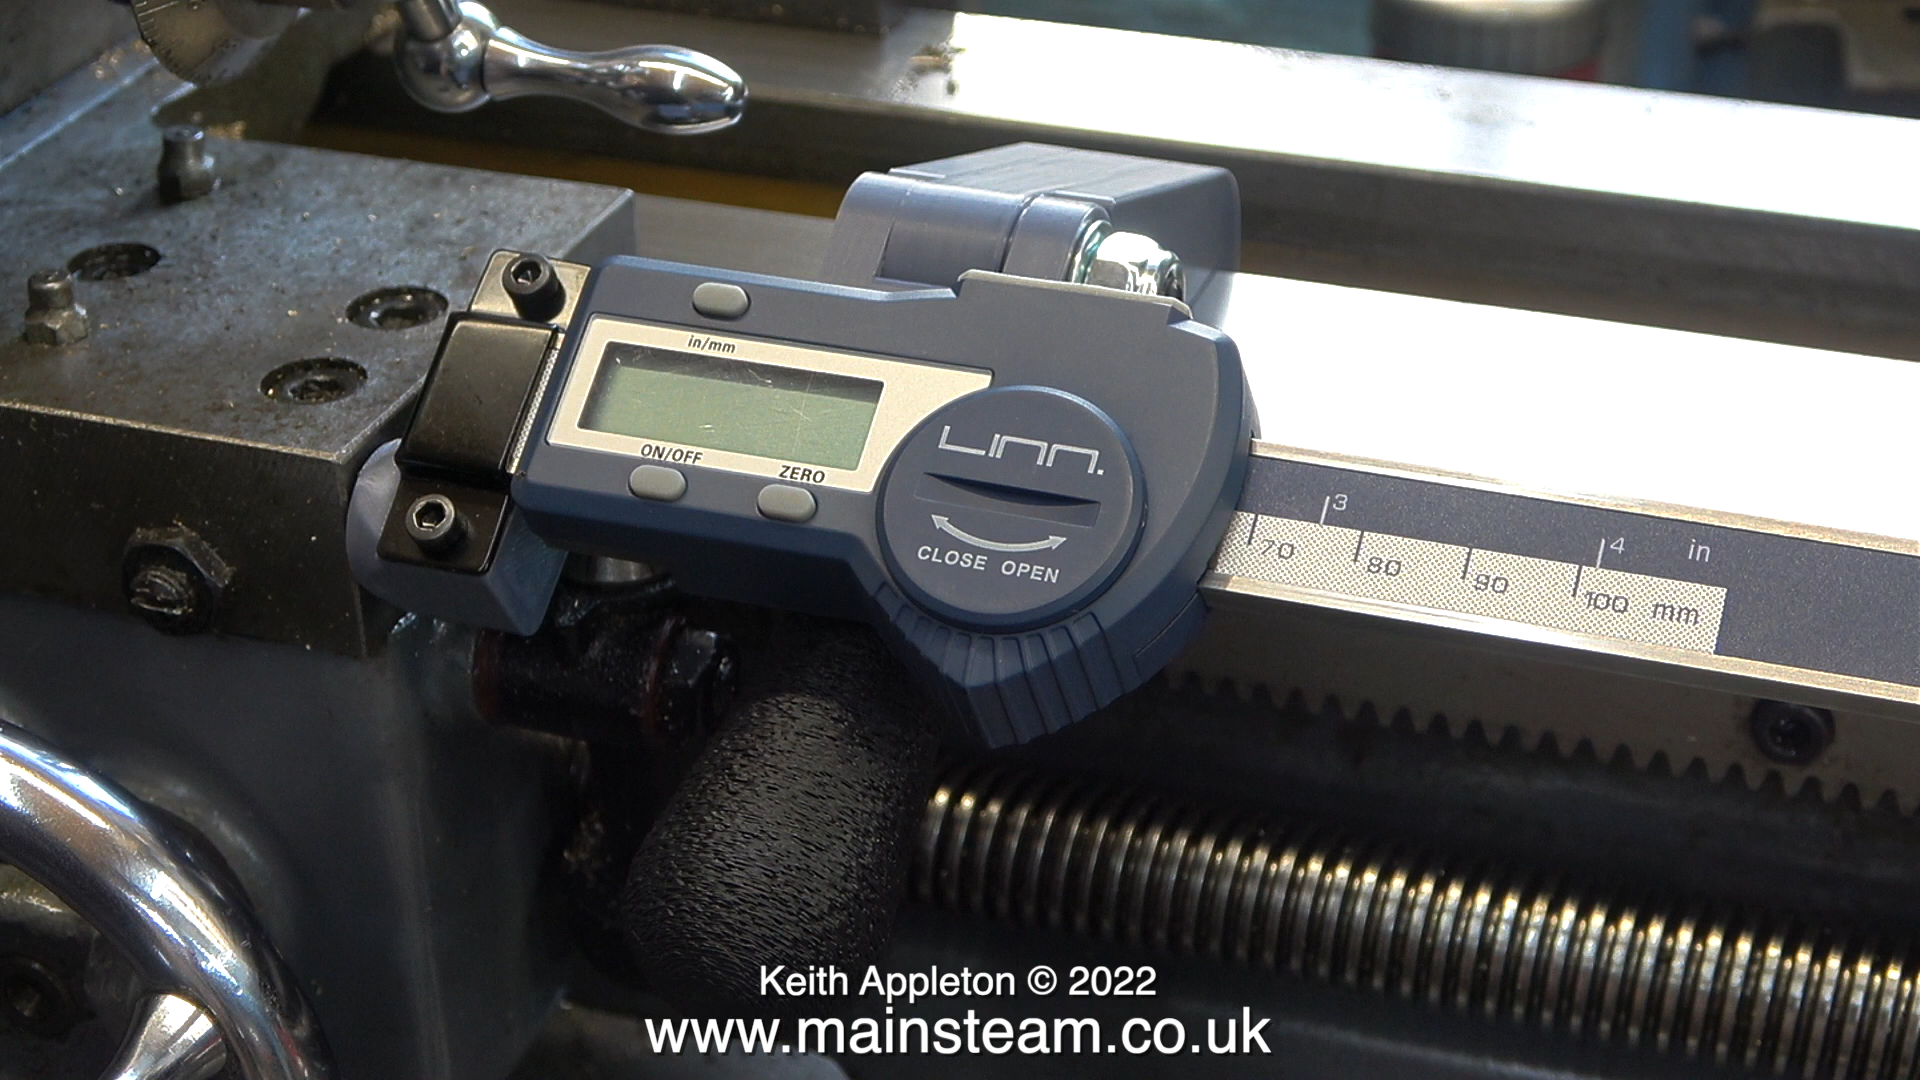 in/mm
ON/OFF
ZERO
LINN.
CLOSE OPEN
3
4 in
70 80 90 100 mm
Keith Appleton © 2022
www.mainsteam.co.uk